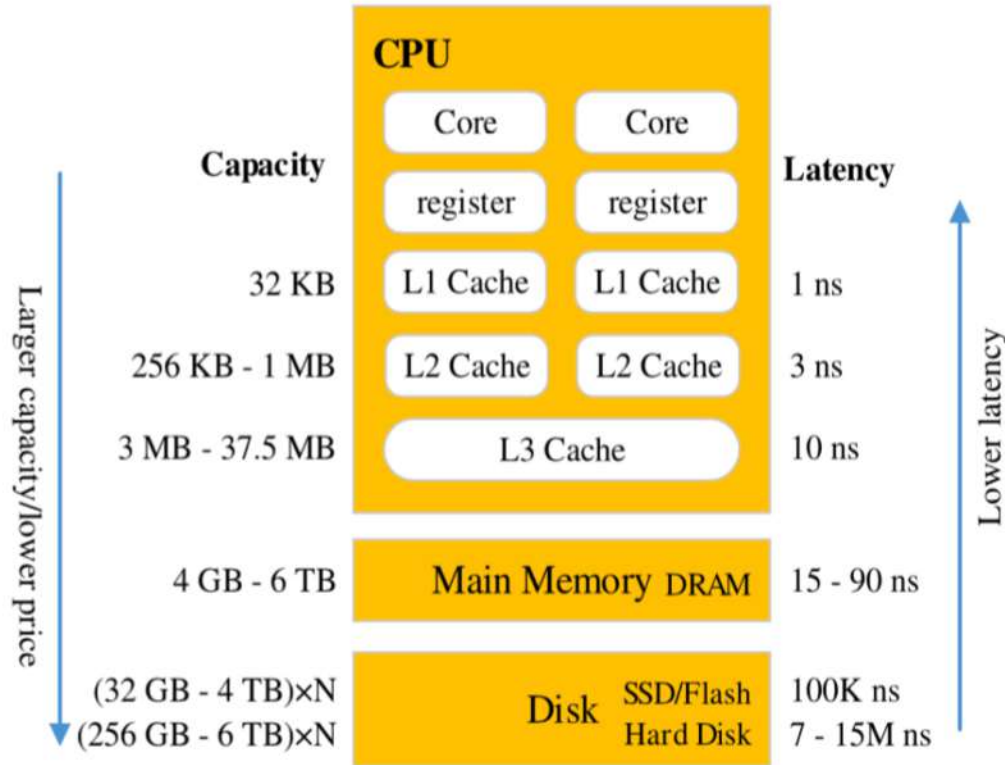 CPU
Core Core
Capacity Latency
register register
32 KB L1 Cache L1 Cache 1 ns
256 KB - 1 MB L2 Cache L2 Cache 3 ns
3 MB - 37.5 MB L3 Cache 10 ns
4 GB - 6 TB Main Memory DRAM 15 - 90 ns
(32 GB - 4 TB)×N Disk SSD/Flash 100K ns
(256 GB - 6 TB)×N Hard Disk 7 - 15M ns
Larger capacity/lower price
Lower latency